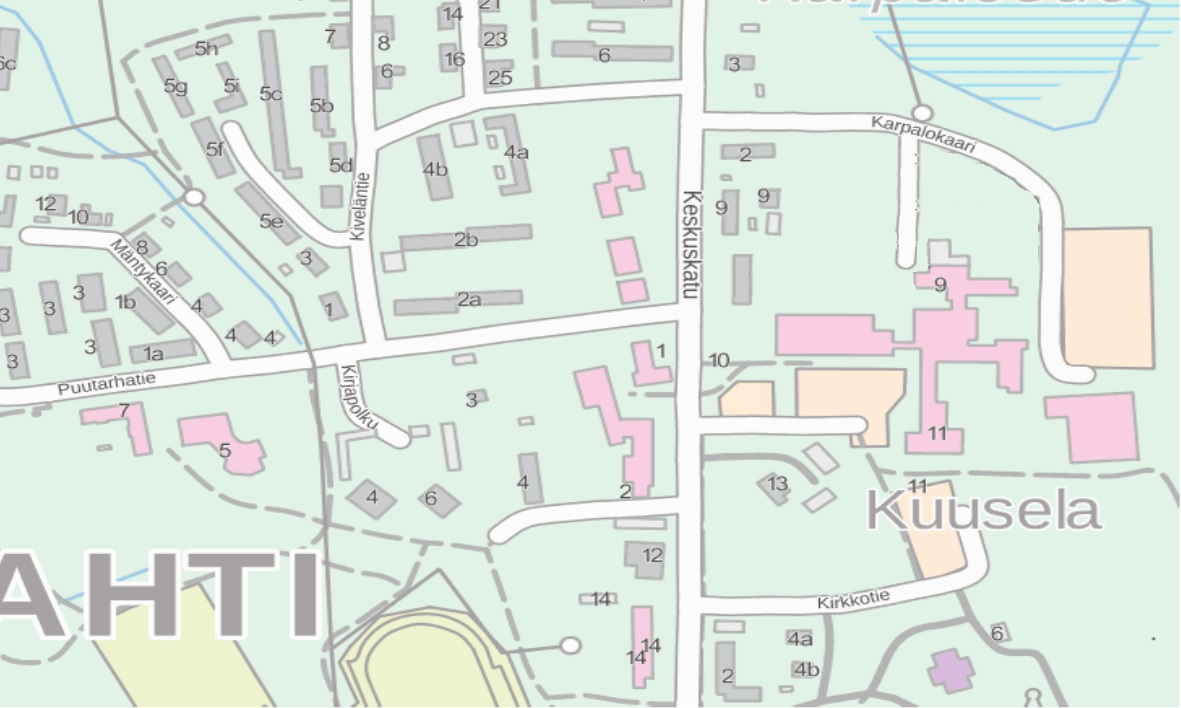 14
21
7
8
23
5h
16
6
3
6c
5g
5i
5c
6
25
5b
Karpalokaari
5f
4b
4a
2
5d
12
10
9
9
5e
Kiveläntie
Keskuskatu
8
2b
Mäntykaari
6
3
9
3
3
1b
4
2a
3
1
4
4
3
3
1a
1
10
Puutarhatie
Kirjapolku
3
7
5
11
4
6
4
2
13
11
Kuusela
AHTI
12
14
Kirkkotie
14
14
4a
6
4b
2